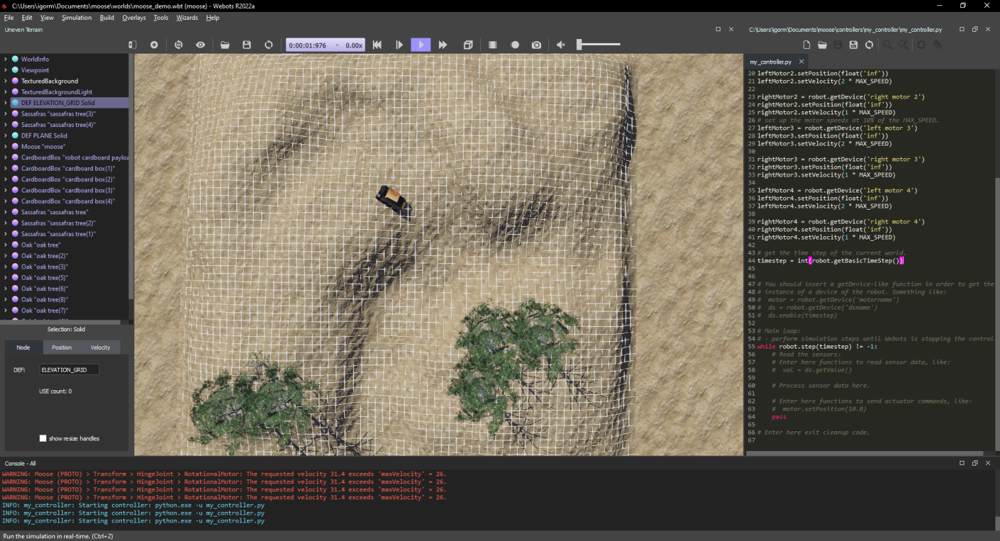 C:\Users\igorm\Documents\moose\worlds\moose_demo.wbt (moose) - Webots R2022a
File Edit View Simulation Build Overlays Tools Wizards Help
Uneven Terrain
0:00:01:976 - 0.00x
WorldInfo
Viewpoint
TexturedBackground
TexturedBackgroundLight
DEF ELEVATION_GRID Solid
Sassafras "sassafras tree(3)"
Sassafras "sassafras tree(4)"
DEF PLANE Solid
Moose "moose"
CardboardBox "robot cardboard payloa
CardboardBox "cardboard box(1)"
CardboardBox "cardboard box(2)"
CardboardBox "cardboard box(3)"
CardboardBox "cardboard box(4)"
Sassafras "sassafras tree"
Sassafras "sassafras tree(2)"
Sassafras "sassafras tree(1)"
Oak "oak tree"
Oak "oak tree(2)"
Oak "oak tree(3)"
Oak "oak tree(5)"
Oak "oak tree(6)"
Oak "oak tree(8)"
Oak "oak tree(7)"
Selection: Solid
Node Position Velocity
DEF: ELEVATION_GRID
USE count: 0
show resize handles
C:\Users\igorm\Documents\moose\controllers\my_controller\my_controller.py
my_controller.py
20 leftMotor2.setPosition(float('inf'))
21 leftMotor2.setVelocity(2 * MAX_SPEED)
22
23 rightMotor2 = robot.getDevice('right motor 2')
24 rightMotor2.setPosition(float('inf'))
25 rightMotor2.setVelocity(1 * MAX_SPEED)
26 # set up the motor speeds at 10% of the MAX_SPEED.
27 leftMotor3 = robot.getDevice('left motor 3')
28 leftMotor3.setPosition(float('inf'))
29 leftMotor3.setVelocity(2 * MAX_SPEED)
30
31 rightMotor3 = robot.getDevice('right motor 3')
32 rightMotor3.setPosition(float('inf'))
33 rightMotor3.setVelocity(1 * MAX_SPEED)
34
35 leftMotor4 = robot.getDevice('left motor 4')
36 leftMotor4.setPosition(float('inf'))
37 leftMotor4.setVelocity(2 * MAX_SPEED)
38
39 rightMotor4 = robot.getDevice('right motor 4')
40 rightMotor4.setPosition(float('inf'))
41 rightMotor4.setVelocity(1 * MAX_SPEED)
42
43 # get the time step of the current world.
44 timestep = int(robot.getBasicTimeStep())
45
46
47 # You should insert a getDevice-like function in order to get the
48 # instance of a device of the robot. Something like:
49 #  motor = robot.getDevice('motorname')
50 #  ds = robot.getDevice('dsname')
51 #  ds.enable(timestep)
52
53 # Main loop:
54 # - perform simulation steps until Webots is stopping the control
55 while robot.step(timestep) != -1:
56     # Read the sensors:
57     # Enter here functions to read sensor data, like:
58     #  val = ds.getValue()
59
60     # Process sensor data here.
61
62     # Enter here functions to send actuator commands, like:
63     #  motor.setPosition(10.0)
64     pass
65
66 # Enter here exit cleanup code.
67
Console - All
WARNING: Moose (PROTO) > Transform > HingeJoint > RotationalMotor: The requested velocity 31.4 exceeds 'maxVelocity' = 26.
WARNING: Moose (PROTO) > Transform > HingeJoint > RotationalMotor: The requested velocity 31.4 exceeds 'maxVelocity' = 26.
WARNING: Moose (PROTO) > Transform > HingeJoint > RotationalMotor: The requested velocity 31.4 exceeds 'maxVelocity' = 26.
WARNING: Moose (PROTO) > Transform > HingeJoint > RotationalMotor: The requested velocity 31.4 exceeds 'maxVelocity' = 26.
INFO: my_controller: Starting controller: python.exe -u my_controller.py
INFO: my_controller: Starting controller: python.exe -u my_controller.py
INFO: my_controller: Starting controller: python.exe -u my_controller.py
Run the simulation in real-time. (Ctrl+2)